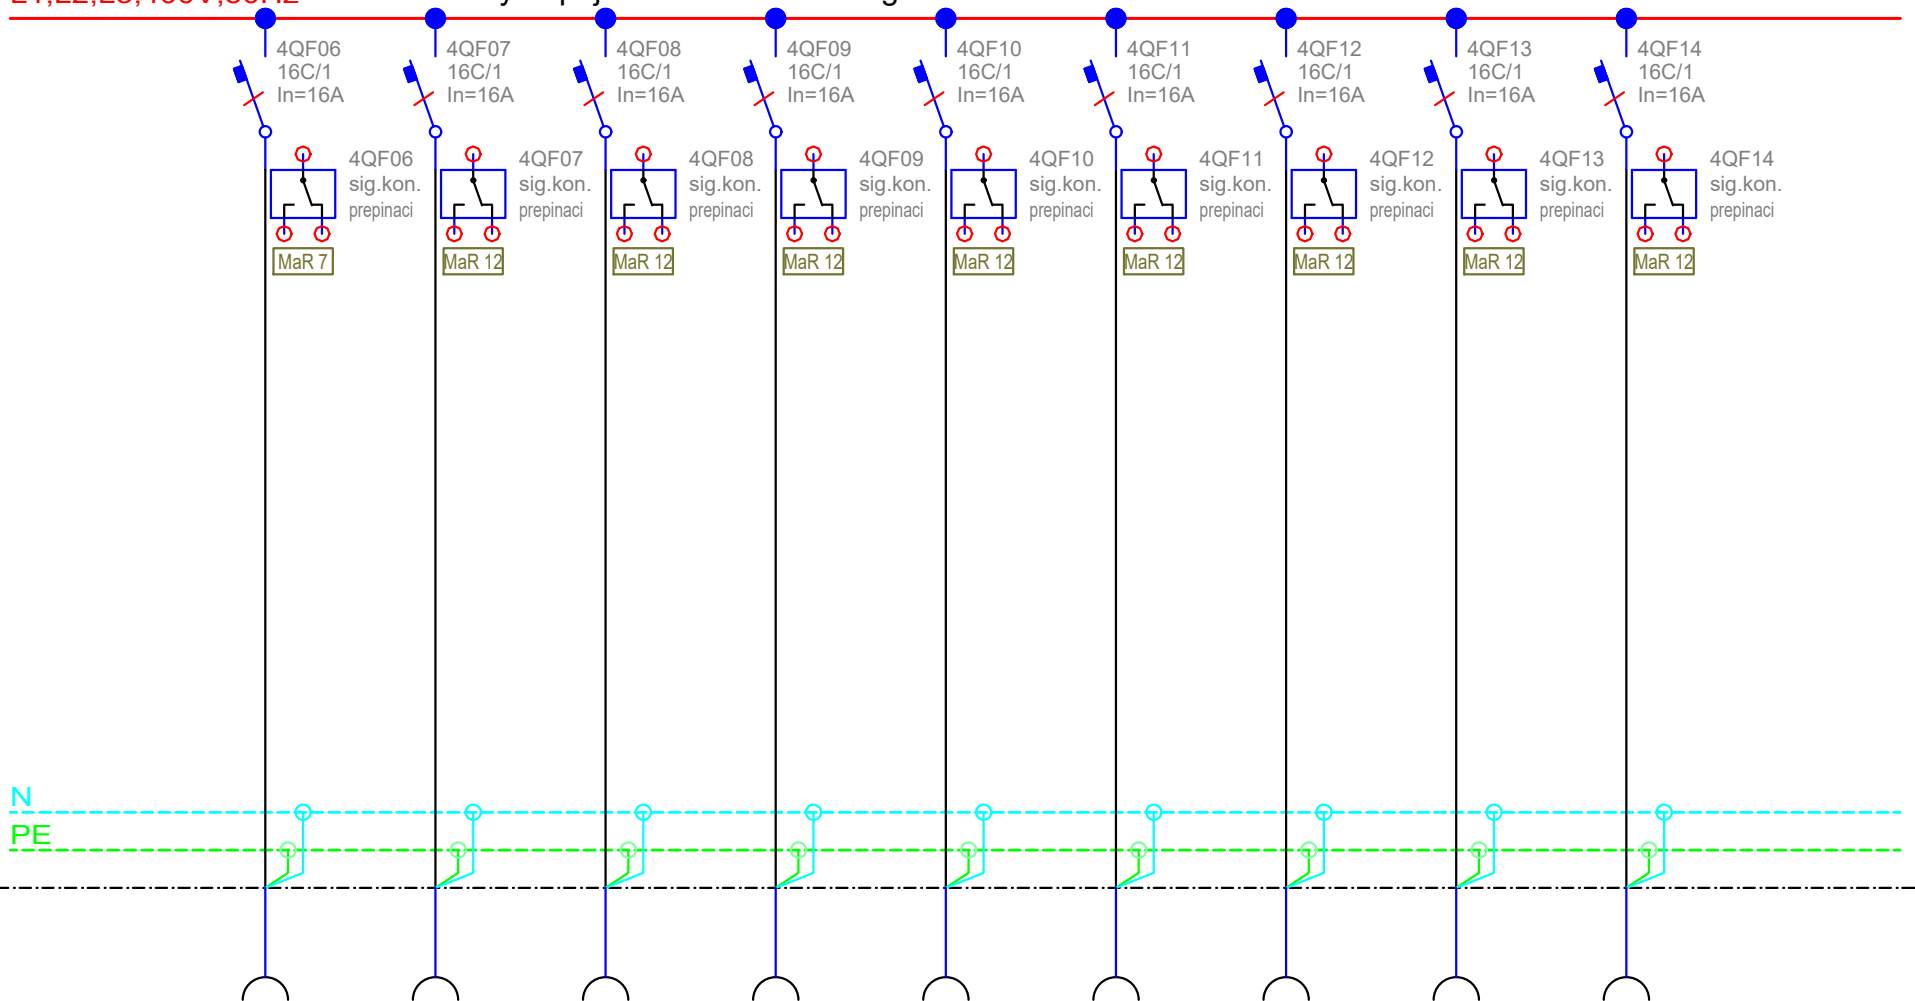 L1,L2,L3,400V,50Hz
4QF06
16C/1
In=16A
4QF07
16C/1
In=16A
4QF08
16C/1
In=16A
4QF09
16C/1
In=16A
4QF10
16C/1
In=16A
4QF11
16C/1
In=16A
4QF12
16C/1
In=16A
4QF13
16C/1
In=16A
4QF14
16C/1
In=16A
4QF06
sig.kon.
prepinaci
4QF07
sig.kon.
prepinaci
4QF08
sig.kon.
prepinaci
4QF09
sig.kon.
prepinaci
4QF10
sig.kon.
prepinaci
4QF11
sig.kon.
prepinaci
4QF12
sig.kon.
prepinaci
4QF13
sig.kon.
prepinaci
4QF14
sig.kon.
prepinaci
MaR 7
MaR 12
MaR 12
MaR 12
MaR 12
MaR 12
MaR 12
MaR 12
MaR 12
N
PE